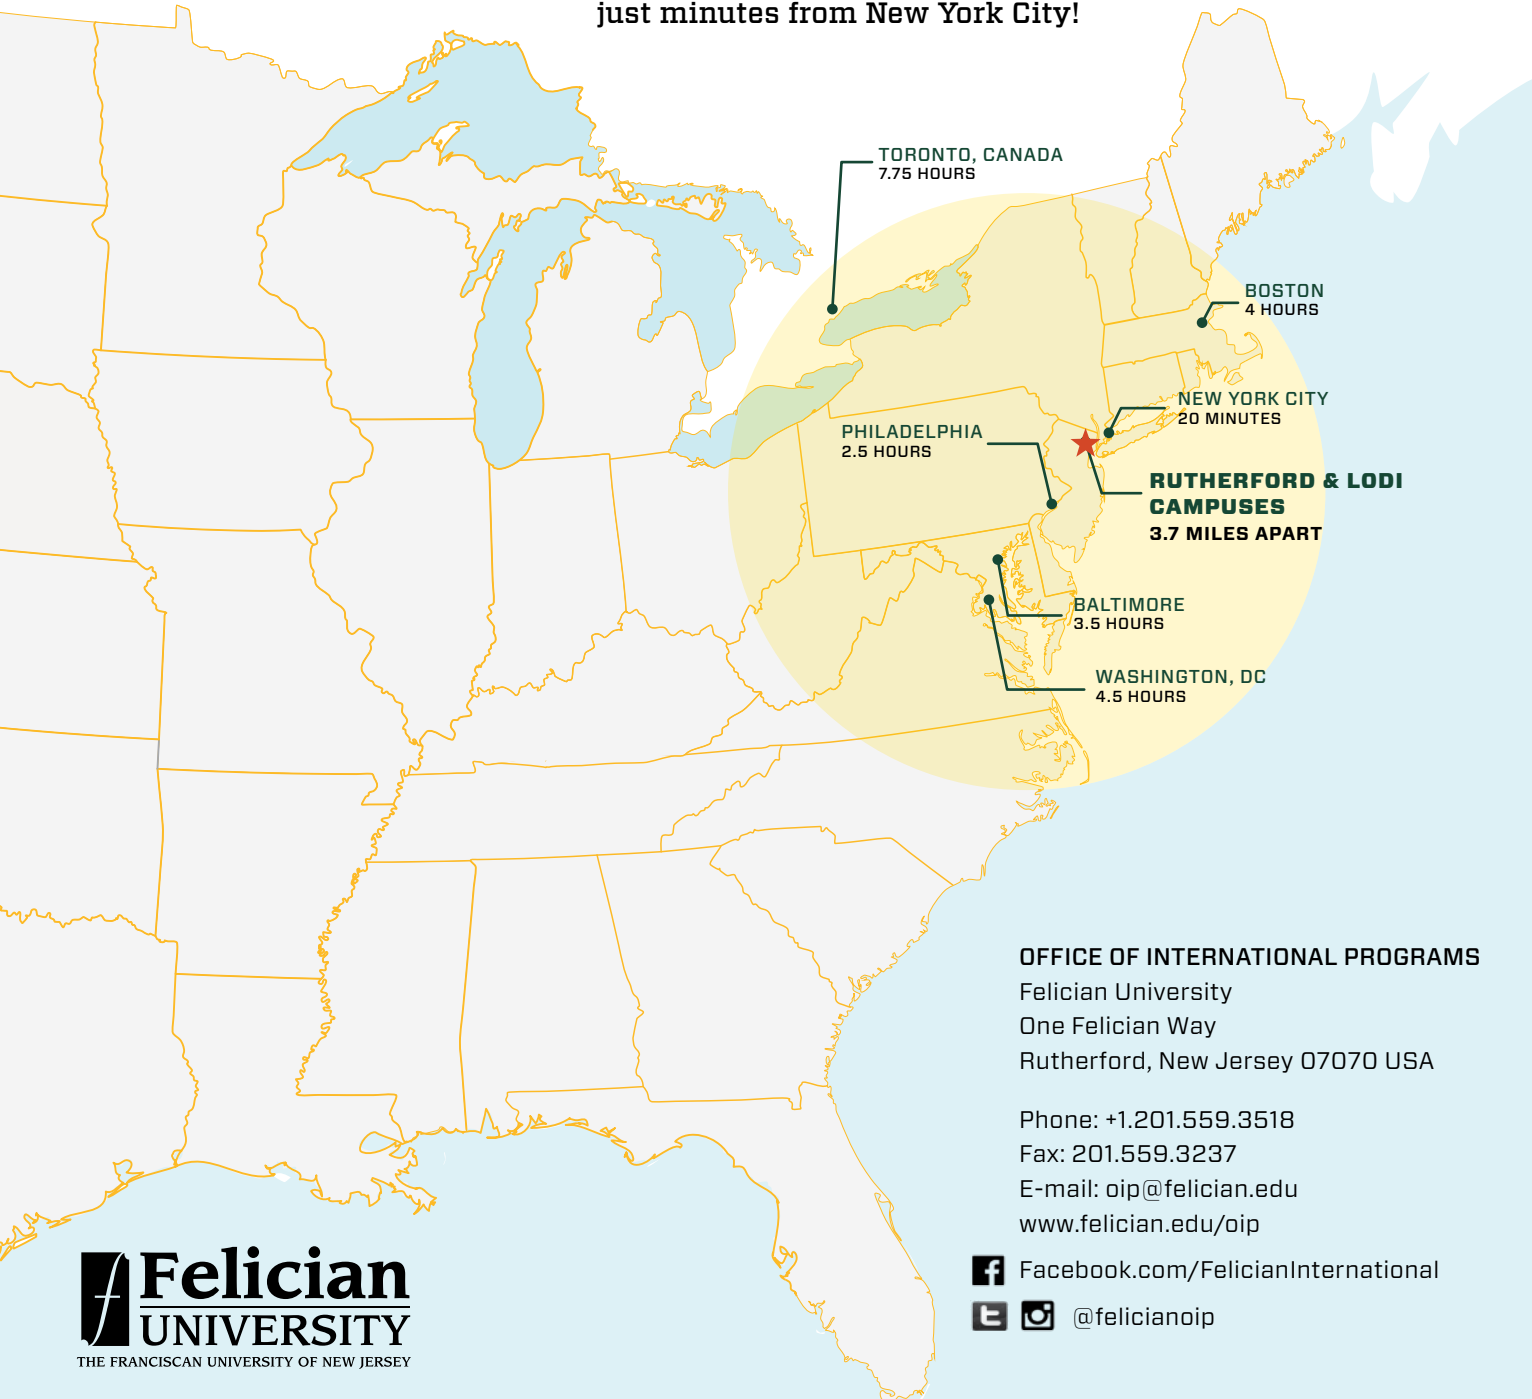 just minutes from New York City!
TORONTO, CANADA
7.75 HOURS
BOSTON
4 HOURS
NEW YORK CITY
20 MINUTES
PHILADELPHIA
2.5 HOURS
RUTHERFORD & LODI
CAMPUSES
3.7 MILES APART
BALTIMORE
3.5 HOURS
WASHINGTON, DC
4.5 HOURS
OFFICE OF INTERNATIONAL PROGRAMS
Felician University
One Felician Way
Rutherford, New Jersey 07070 USA
Phone: +1.201.559.3518
Fax: 201.559.3237
E-mail: oip@felician.edu
www.felician.edu/oip
Facebook.com/FelicianInternational
@felicianoip
f Felician
UNIVERSITY
THE FRANCISCAN UNIVERSITY OF NEW JERSEY